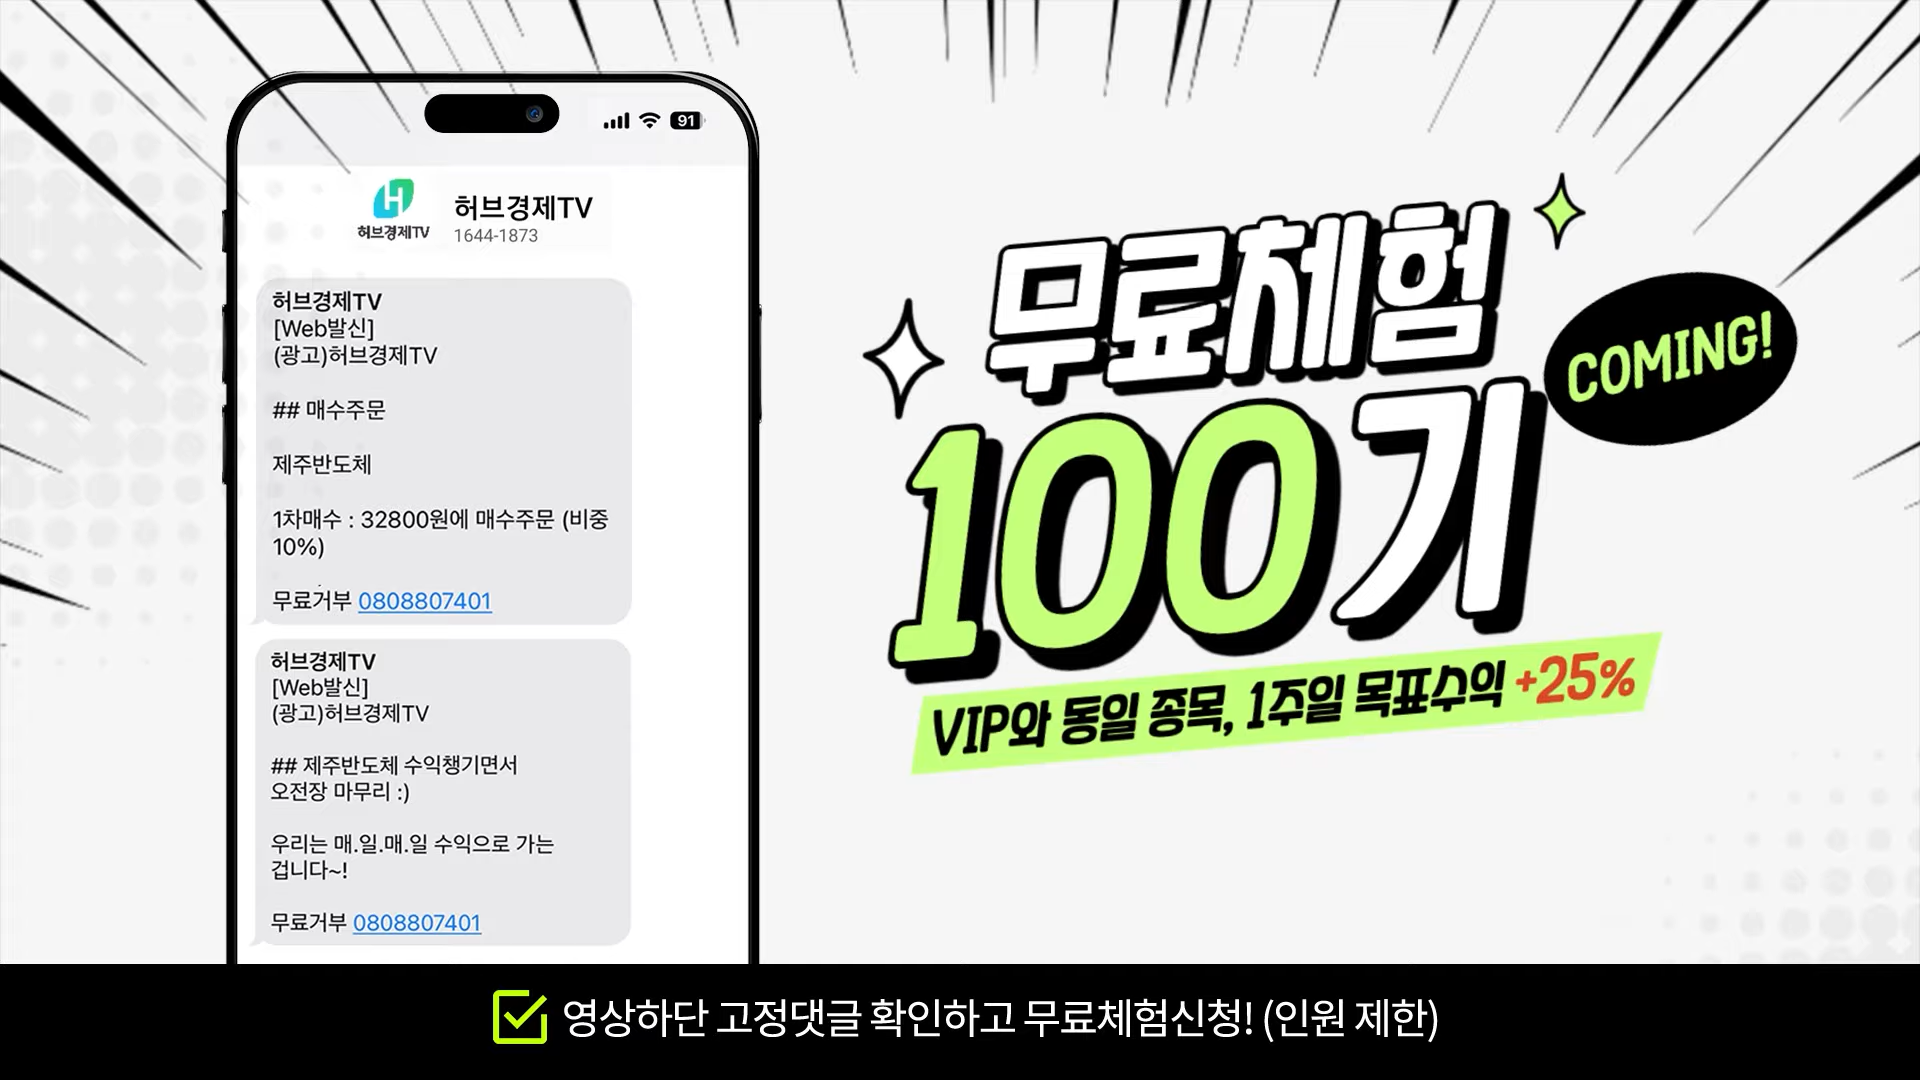 91
허브경제TV
허브경제TV
1644-1873
허브경제TV
[Web발신]
(광고)허브경제TV
## 매수주문
제주반도체
1차매수 : 32800원에 매수주문 (비중
10%)
무료거부 0808807401
허브경제TV
[Web발신]
(광고)허브경제TV
## 제주반도체 수익챙기면서
오전장 마무리 :)
우리는 매.일.매.일 수익으로 가는
겁니다~!
무료거부 0808807401
무료체험
100기
COMING!
VIP와 동일 종목, 1주일 목표수익 +25%
영상하단 고정댓글 확인하고 무료체험신청! (인원 제한)